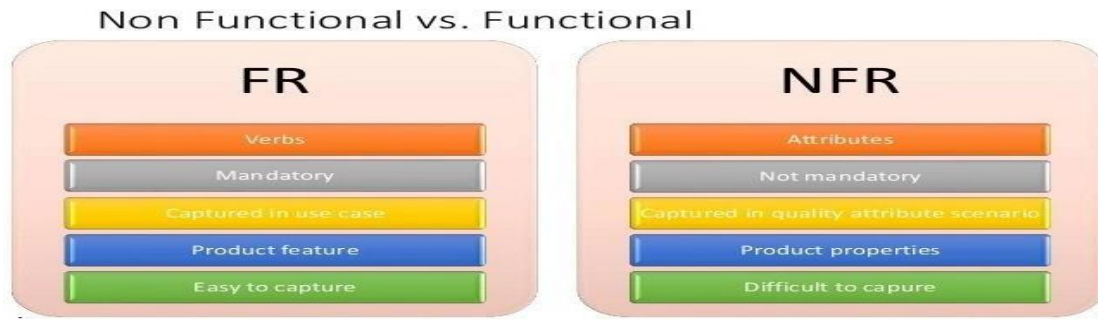 Non Functional vs. Functional
FR
Verbs
Mandatory
Captured in use case
Product feature
Easy to capture
NFR
Attributes
Not mandatory
Captured in quality attribute scenario
Product properties
Difficult to capure